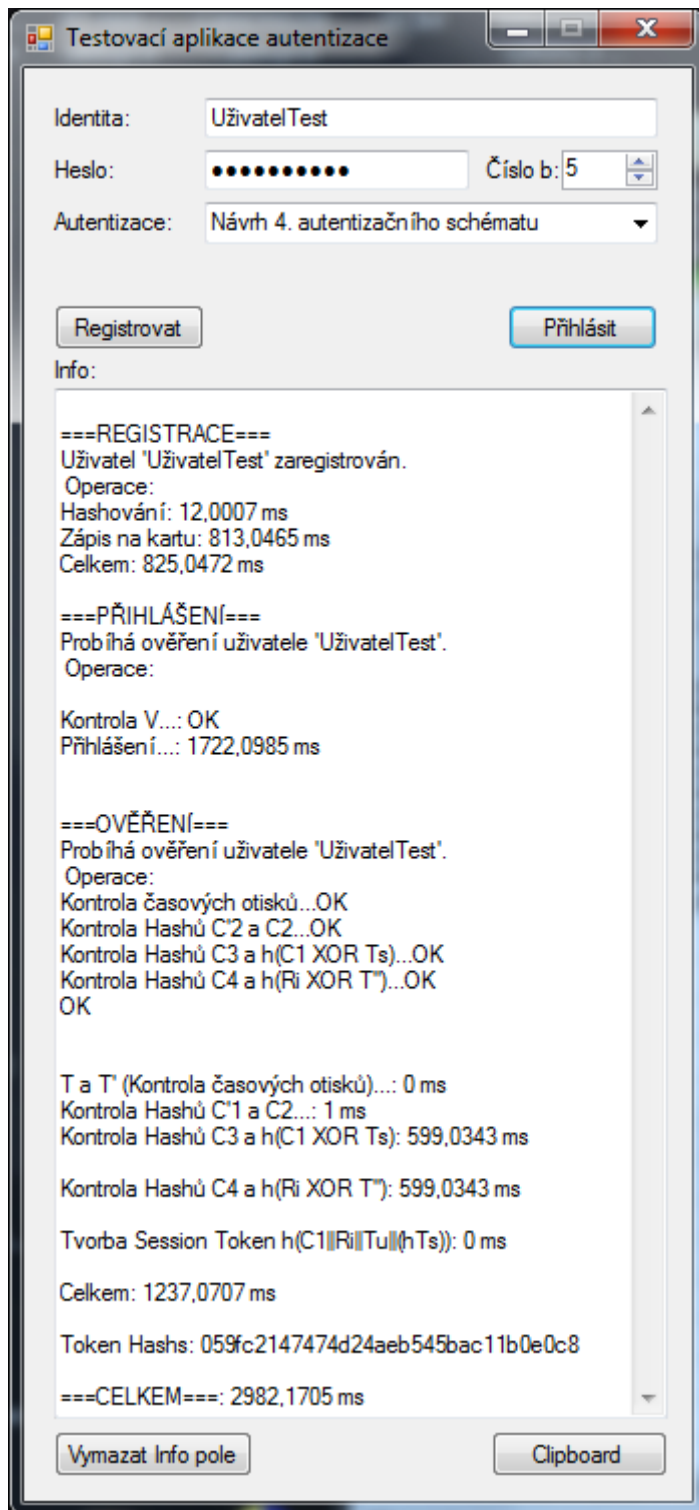 Testovací aplikace autentizace
Identita: UživatelTest
Heslo: ●●●●●●●●●● Číslo b: 5
Autentizace: Návrh 4. autentizačního schématu
Registrovat Přihlásit
Info:
===REGISTRACE===
Uživatel 'UživatelTest' zaregistrován.
Operace:
Hashování: 12,0007 ms
Zápis na kartu: 813,0465 ms
Celkem: 825,0472 ms
===PŘIHLÁŠENÍ===
Probíhá ověření uživatele 'UživatelTest'.
Operace:
Kontrola V...: OK
Přihlášení...: 1722,0985 ms
===OVĚŘENÍ===
Probíhá ověření uživatele 'UživatelTest'.
Operace:
Kontrola časových otisků...OK
Kontrola Hashů C'2 a C2...OK
Kontrola Hashů C3 a h(C1 XOR Ts)...OK
Kontrola Hashů C4 a h(Ri XOR T'')...OK
OK
T a T' (Kontrola časových otisků)...: 0 ms
Kontrola Hashů C'1 a C2...: 1 ms
Kontrola Hashů C3 a h(C1 XOR Ts): 599,0343 ms
Kontrola Hashů C4 a h(Ri XOR T''): 599,0343 ms
Tvorba Session Token h(C1||Ri||Tu||(hTs)): 0 ms
Celkem: 1237,0707 ms
Token Hashs: 059fc2147474d24aeb545bac11b0e0c8
===CELKEM===: 2982,1705 ms
Vymazat Info pole Clipboard